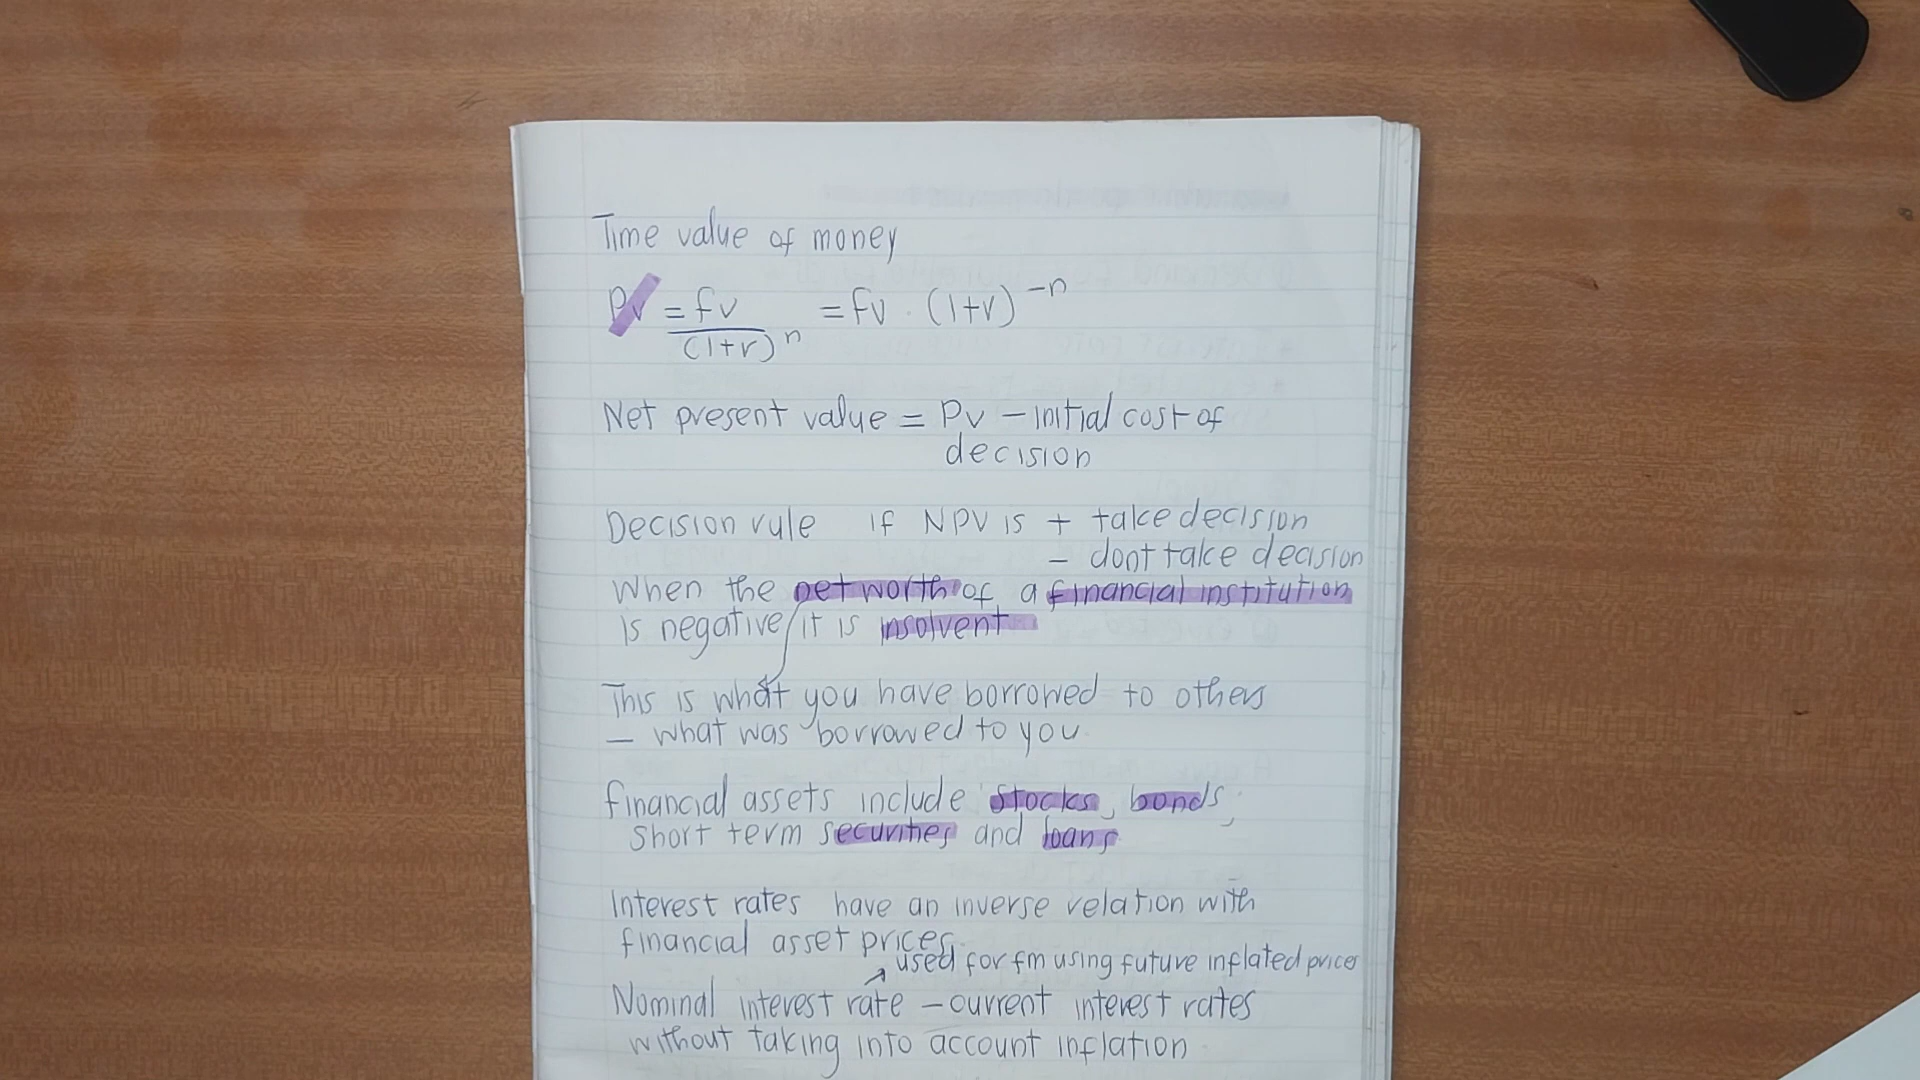 Time value of money
Pv = fv = fv . (1+r)^-n
(1+r)^n
Net present value = Pv - initial cost of
decision
Decision rule if NPV is + take decision
- dont take decision
When the net worth of a financial institution
is negative it is insolvent
This is what you have borrowed to others
- what was borrowed to you.
financial assets include stocks, bonds,
short term securities and loans
Interest rates have an inverse relation with
financial asset prices.
used for fm using future inflated prices
Nominal interest rate - current interest rates
without taking into account inflation